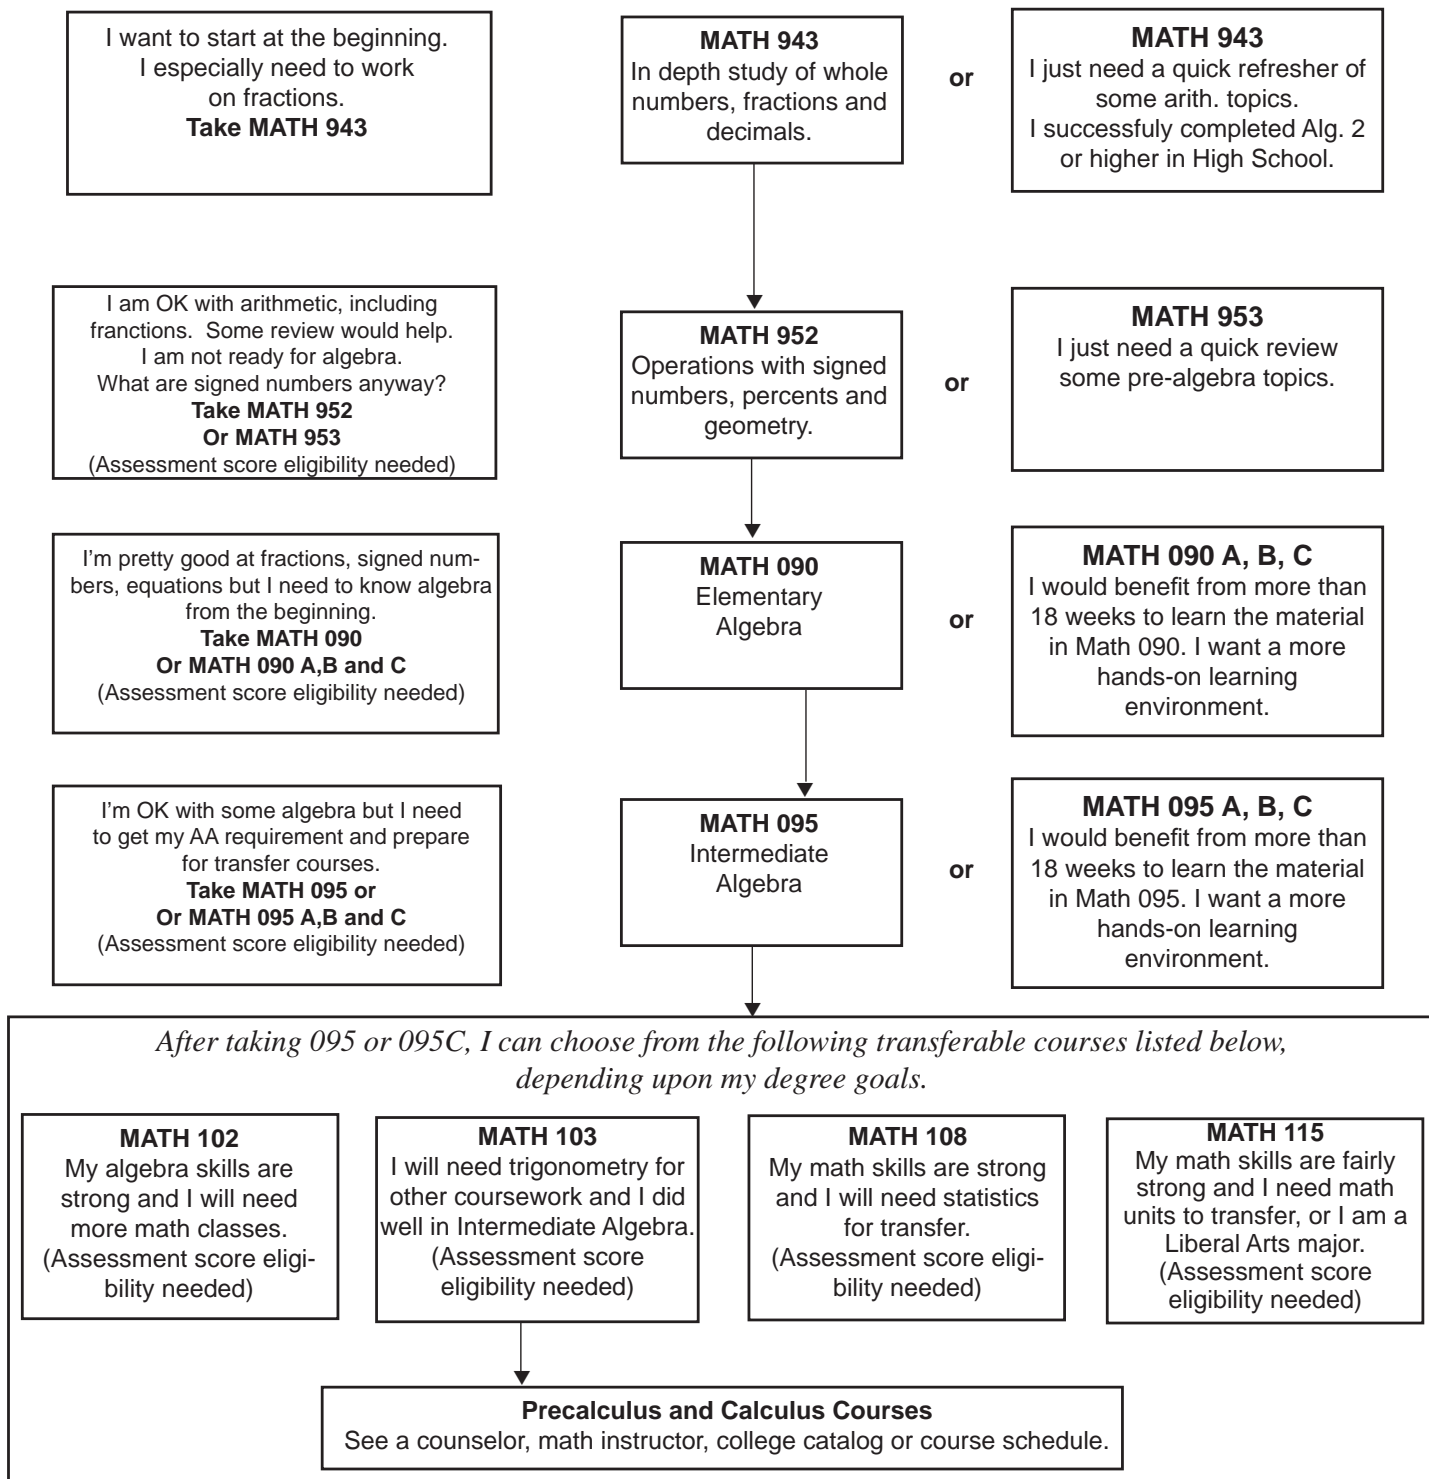 I want to start at the beginning.
I especially need to work
on fractions.
Take MATH 943
MATH 943
In depth study of whole
numbers, fractions and
decimals.
or
MATH 943
I just need a quick refresher of
some arith. topics.
I successfuly completed Alg. 2
or higher in High School.
I am OK with arithmetic, including
franctions.  Some review would help.
I am not ready for algebra.
What are signed numbers anyway?
Take MATH 952
Or MATH 953
(Assessment score eligibility needed)
MATH 952
Operations with signed
numbers, percents and
geometry.
or
MATH 953
I just need a quick review
some pre-algebra topics.
I'm pretty good at fractions, signed num-
bers, equations but I need to know algebra
from the beginning.
Take MATH 090
Or MATH 090 A,B and C
(Assessment score eligibility needed)
MATH 090
Elementary
Algebra
or
MATH 090 A, B, C
I would benefit from more than
18 weeks to learn the material
in Math 090. I want a more
hands-on learning
environment.
I'm OK with some algebra but I need
to get my AA requirement and prepare
for transfer courses.
Take MATH 095 or
Or MATH 095 A,B and C
(Assessment score eligibility needed)
MATH 095
Intermediate
Algebra
or
MATH 095 A, B, C
I would benefit from more than
18 weeks to learn the material
in Math 095. I want a more
hands-on learning
environment.
After taking 095 or 095C, I can choose from the following transferable courses listed below,
depending upon my degree goals.
MATH 102
My algebra skills are
strong and I will need
more math classes.
(Assessment score eligi-
bility needed)
MATH 103
I will need trigonometry for
other coursework and I did
well in Intermediate Algebra.
(Assessment score
eligibility needed)
MATH 108
My math skills are strong
and I will need statistics
for transfer.
(Assessment score eligi-
bility needed)
MATH 115
My math skills are fairly
strong and I need math
units to transfer, or I am a
Liberal Arts major.
(Assessment score
eligibility needed)
Precalculus and Calculus Courses
See a counselor, math instructor, college catalog or course schedule.